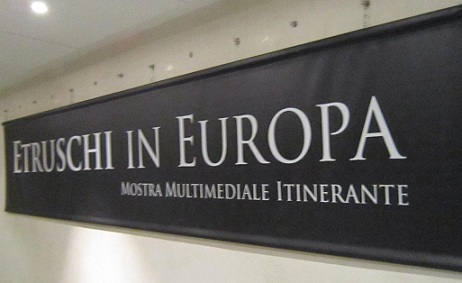 ETRUSCHI IN EUROPA
MOSTRA MULTIMEDIALE ITINERANTE